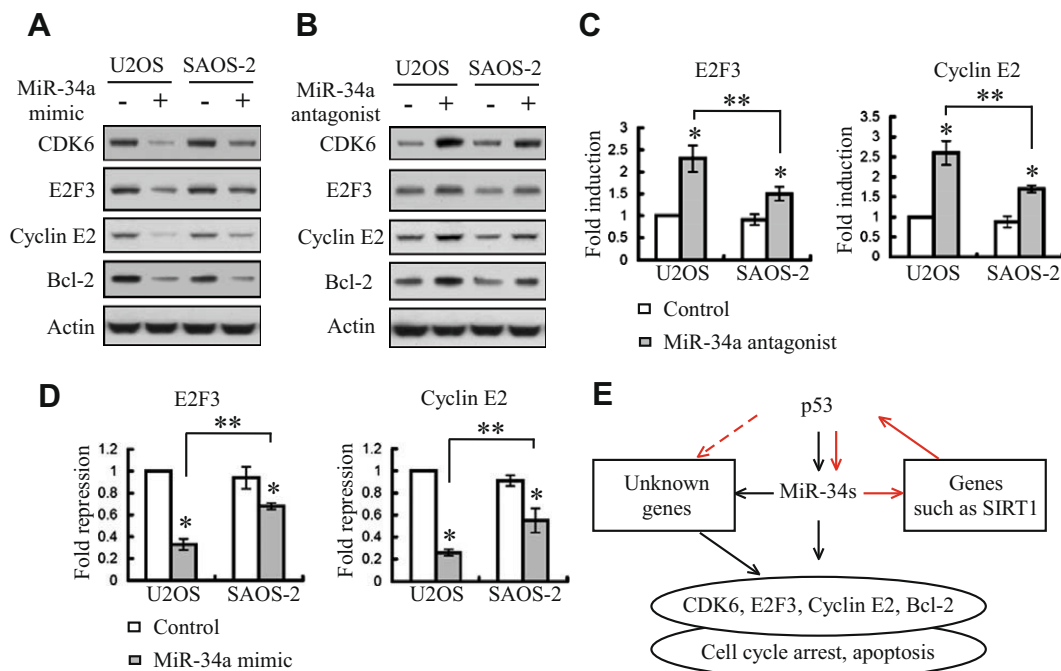 A
U2OS SAOS-2
MiR-34a
mimic
- + - +
CDK6
E2F3
Cyclin E2
Bcl-2
Actin
B
U2OS SAOS-2
MiR-34a
antagonist
- + - +
CDK6
E2F3
Cyclin E2
Bcl-2
Actin
C
E2F3
**
Fold induction
3
2.5
2
1.5
1
0.5
0
*
*
U2OS SAOS-2
Cyclin E2
**
Fold induction
3.5
3
2.5
2
1.5
1
0.5
0
*
*
U2OS SAOS-2
Control
MiR-34a antagonist
D
E2F3
**
Fold repression
1.2
1
0.8
0.6
0.4
0.2
0
*
*
U2OS SAOS-2
Cyclin E2
**
Fold repression
1.2
1
0.8
0.6
0.4
0.2
0
*
*
U2OS SAOS-2
Control
MiR-34a mimic
E
p53
Unknown
genes
MiR-34s
Genes
such as SIRT1
CDK6, E2F3, Cyclin E2, Bcl-2
Cell cycle arrest, apoptosis